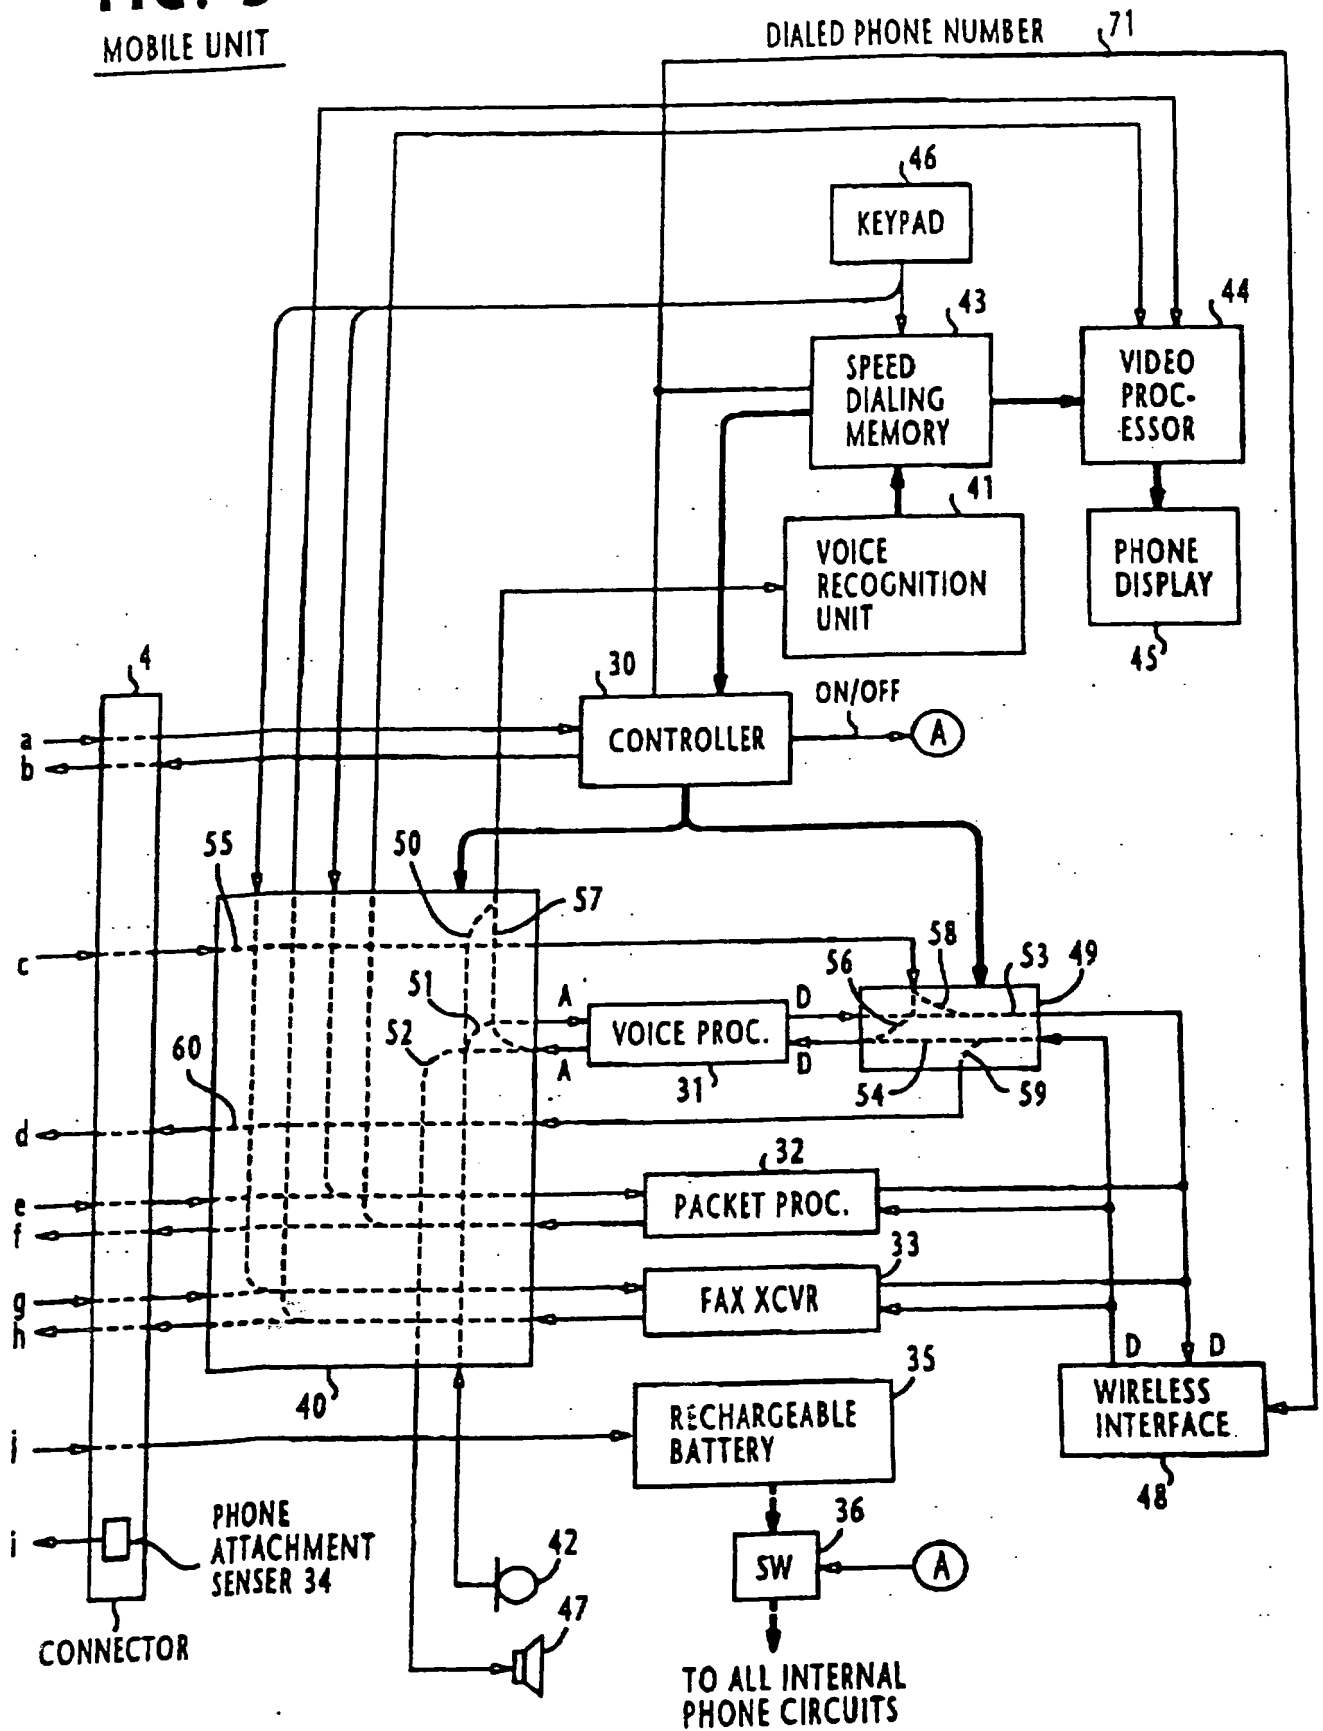 MOBILE UNIT
DIALED PHONE NUMBER
71
46
KEYPAD
43
44
SPEED
DIALING
MEMORY
VIDEO
PROC-
ESSOR
41
VOICE
RECOGNITION
UNIT
PHONE
DISPLAY
45
4
30
ON/OFF
a
b
CONTROLLER
A
55
50
57
c
58
53
49
56
51
A
D
52
VOICE PROC.
60
A
31
D
54
59
d
32
e
f
PACKET PROC.
33
g
h
FAX XCVR
D
D
40
35
WIRELESS
INTERFACE
RECHARGEABLE
BATTERY
j
48
36
i
PHONE
ATTACHMENT
SENSER 34
42
SW
A
47
CONNECTOR
TO ALL INTERNAL
PHONE CIRCUITS